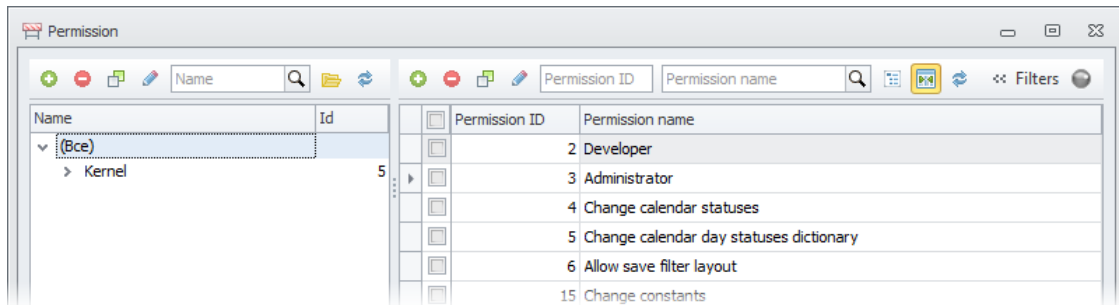 Permission
Name
Permission ID Permission name << Filters
Name Id
(Все)
Kernel 5
Permission ID Permission name
2 Developer
3 Administrator
4 Change calendar statuses
5 Change calendar day statuses dictionary
6 Allow save filter layout
15 Change constants